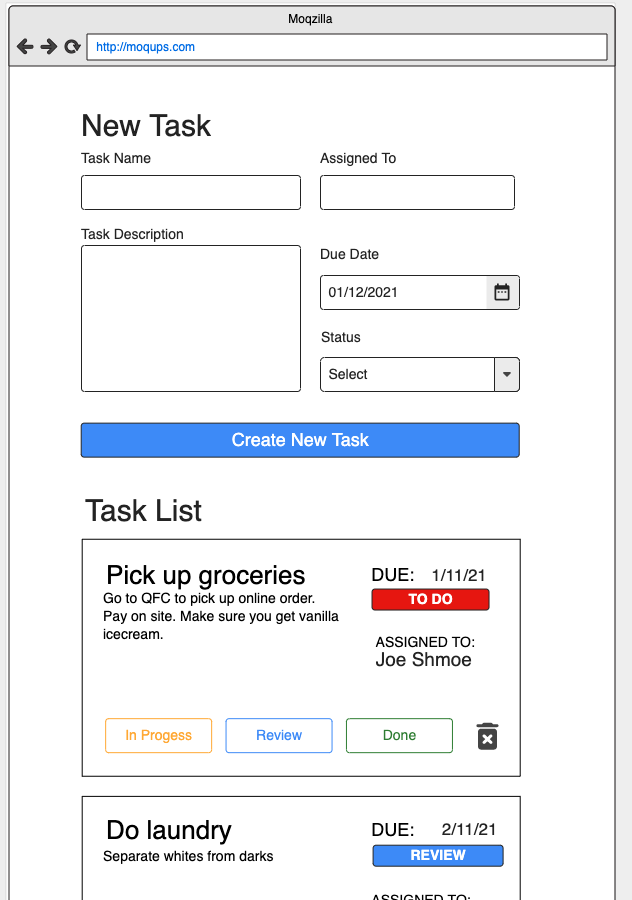 Moqzilla
http://moqups.com
New Task
Task Name
Assigned To
Task Description
Due Date
01/12/2021
Status
Select
Create New Task
Task List
Pick up groceries
Go to QFC to pick up online order.
Pay on site. Make sure you get vanilla
icecream.
DUE: 1/11/21
TO DO
ASSIGNED TO:
Joe Shmoe
In Progess
Review
Done
Do laundry
Separate whites from darks
DUE: 2/11/21
REVIEW
ASSIGNED TO: